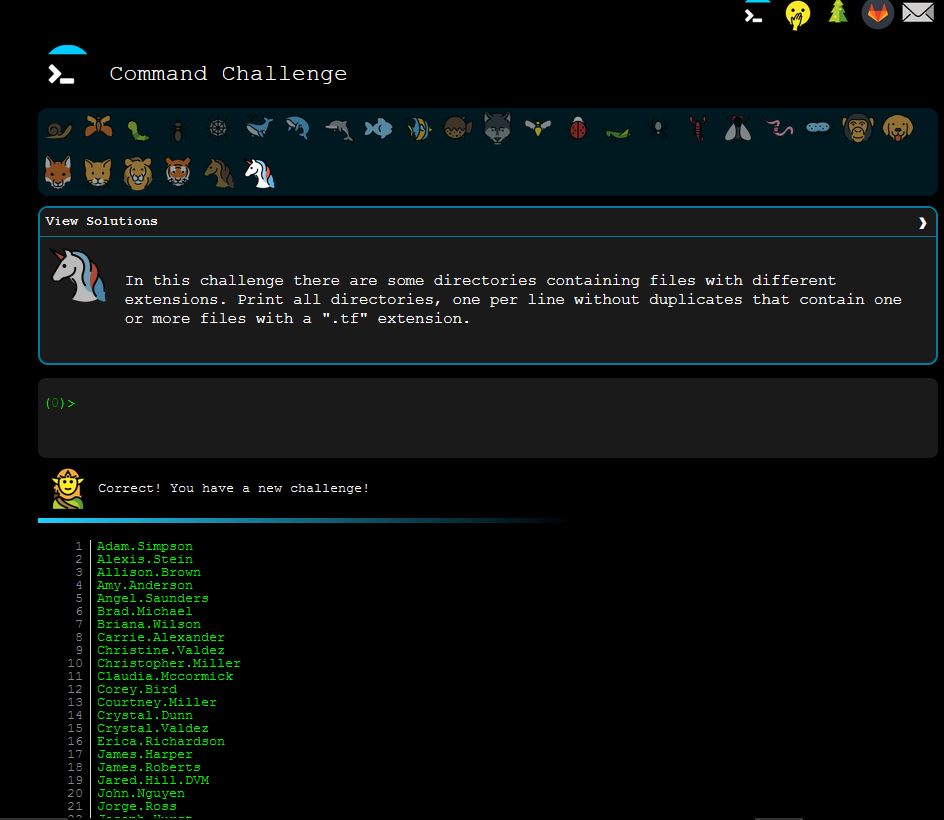 Command Challenge
View Solutions
In this challenge there are some directories containing files with different
extensions. Print all directories, one per line without duplicates that contain one
or more files with a ".tf" extension.
(0)>
Correct! You have a new challenge!
1 Adam.Simpson
2 Alexis.Stein
3 Allison.Brown
4 Amy.Anderson
5 Angel.Saunders
6 Brad.Michael
7 Briana.Wilson
8 Carrie.Alexander
9 Christine.Valdez
10 Christopher.Miller
11 Claudia.Mccormick
12 Corey.Bird
13 Courtney.Miller
14 Crystal.Dunn
15 Crystal.Valdez
16 Erica.Richardson
17 James.Harper
18 James.Roberts
19 Jared.Hill.DVM
20 John.Nguyen
21 Jorge.Ross